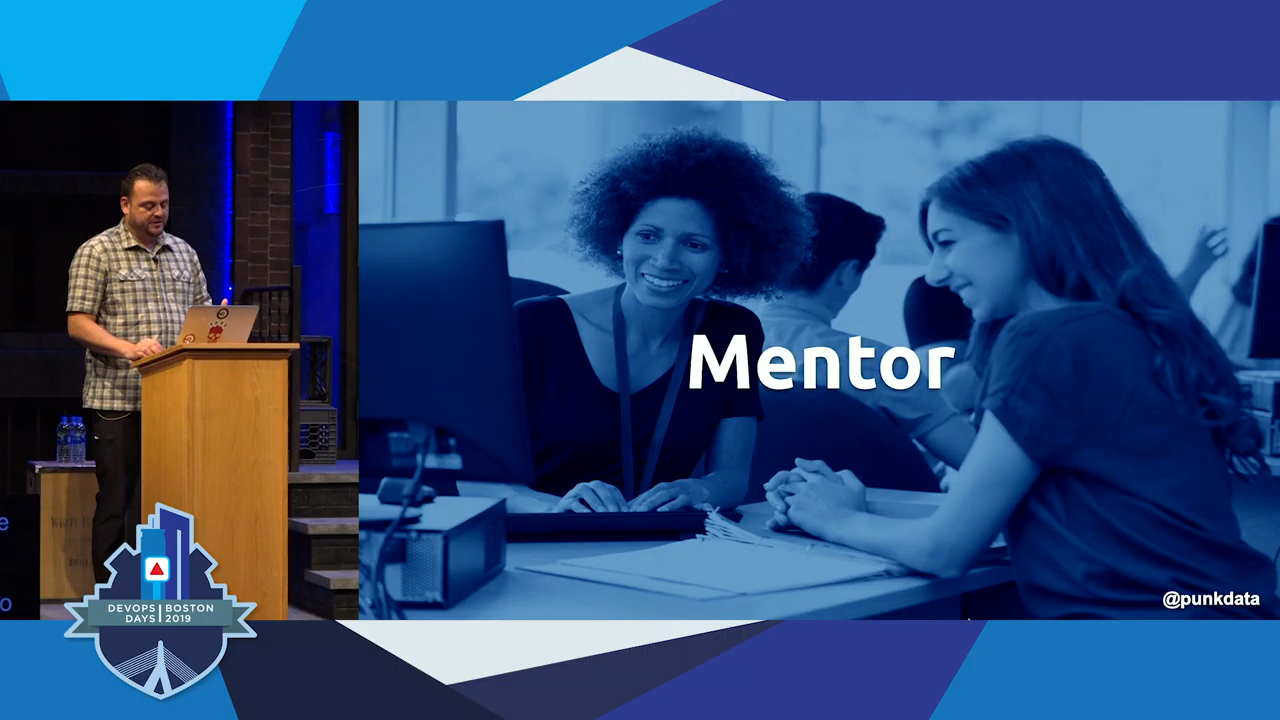 Mentor
@punkdata
e
o
DEVOPS BOSTON
DAYS 2019